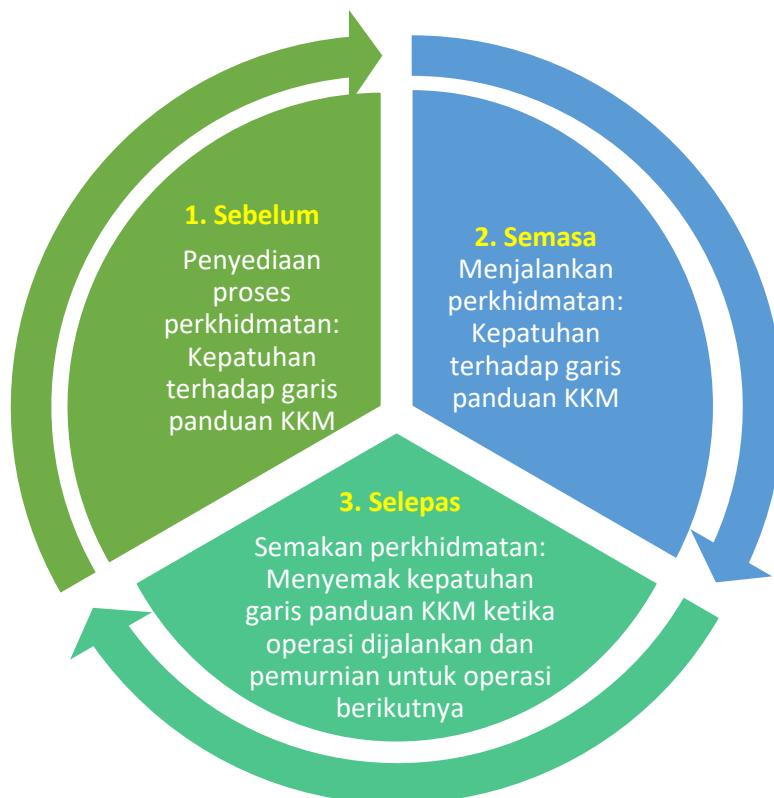 1. Sebelum
Penyediaan
proses
perkhidmatan:
Kepatuhan
terhadap garis
panduan KKM
2. Semasa
Menjalankan
perkhidmatan:
Kepatuhan
terhadap garis
panduan KKM
3. Selepas
Semakan perkhidmatan:
Menyemak kepatuhan
garis panduan KKM ketika
operasi dijalankan dan
pemurnian untuk operasi
berikutnya